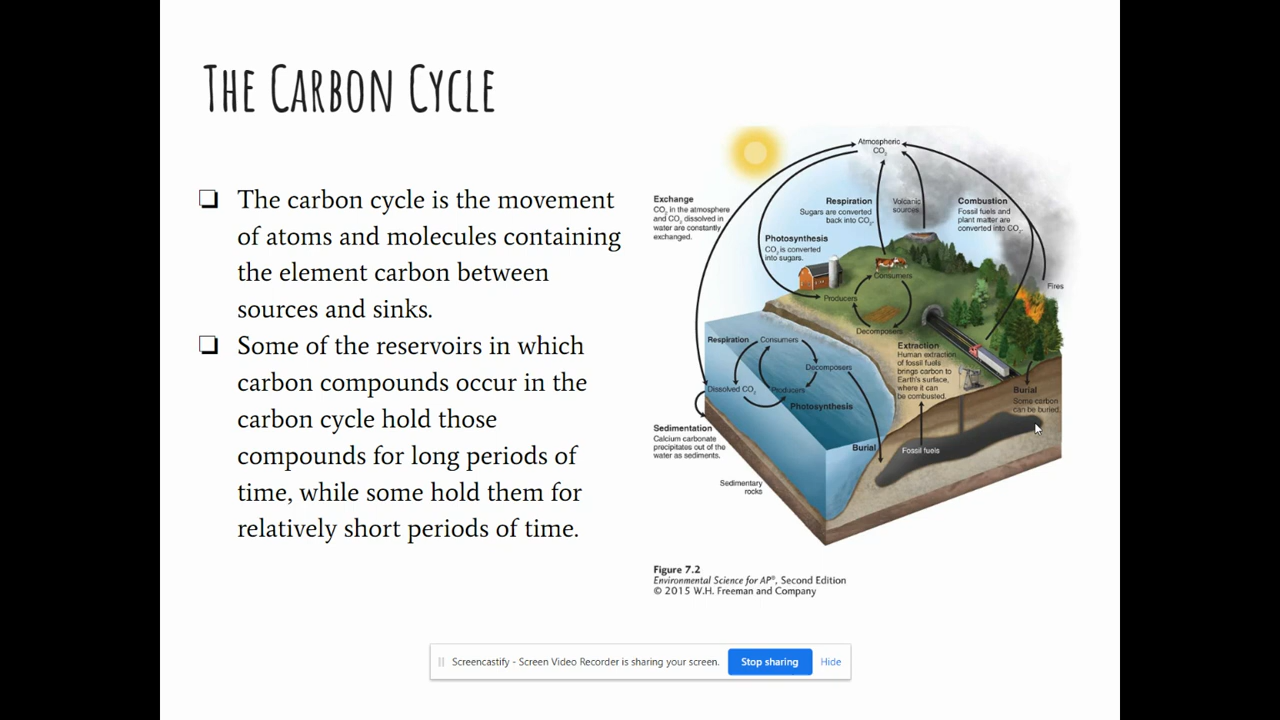 The Carbon Cycle
The carbon cycle is the movement
of atoms and molecules containing
the element carbon between
sources and sinks.
Some of the reservoirs in which
carbon compounds occur in the
carbon cycle hold those
compounds for long periods of
time, while some hold them for
relatively short periods of time.
Atmospheric
CO₂
Exchange
CO₂ in the atmosphere
and CO₂ dissolved in
water are constantly
exchanged.
Respiration
Sugars are converted
back into CO₂.
Volcanic
sources
Combustion
Fossil fuels and
plant matter are
converted into CO₂.
Photosynthesis
CO₂ is converted
into sugars.
Consumers
Producers
Decomposers
Fires
Respiration
Consumers
Decomposers
Dissolved CO₂
Producers
Photosynthesis
Extraction
Human extraction
of fossil fuels
brings carbon to
Earth's surface,
where it can
be combusted.
Burial
Some carbon
can be buried.
Sedimentation
Calcium carbonate
precipitates out of the
water as sediments.
Burial
Fossil fuels
Sedimentary
rocks
Figure 7.2
Environmental Science for AP®, Second Edition
© 2015 W.H. Freeman and Company
Screencastify - Screen Video Recorder is sharing your screen.
Stop sharing
Hide